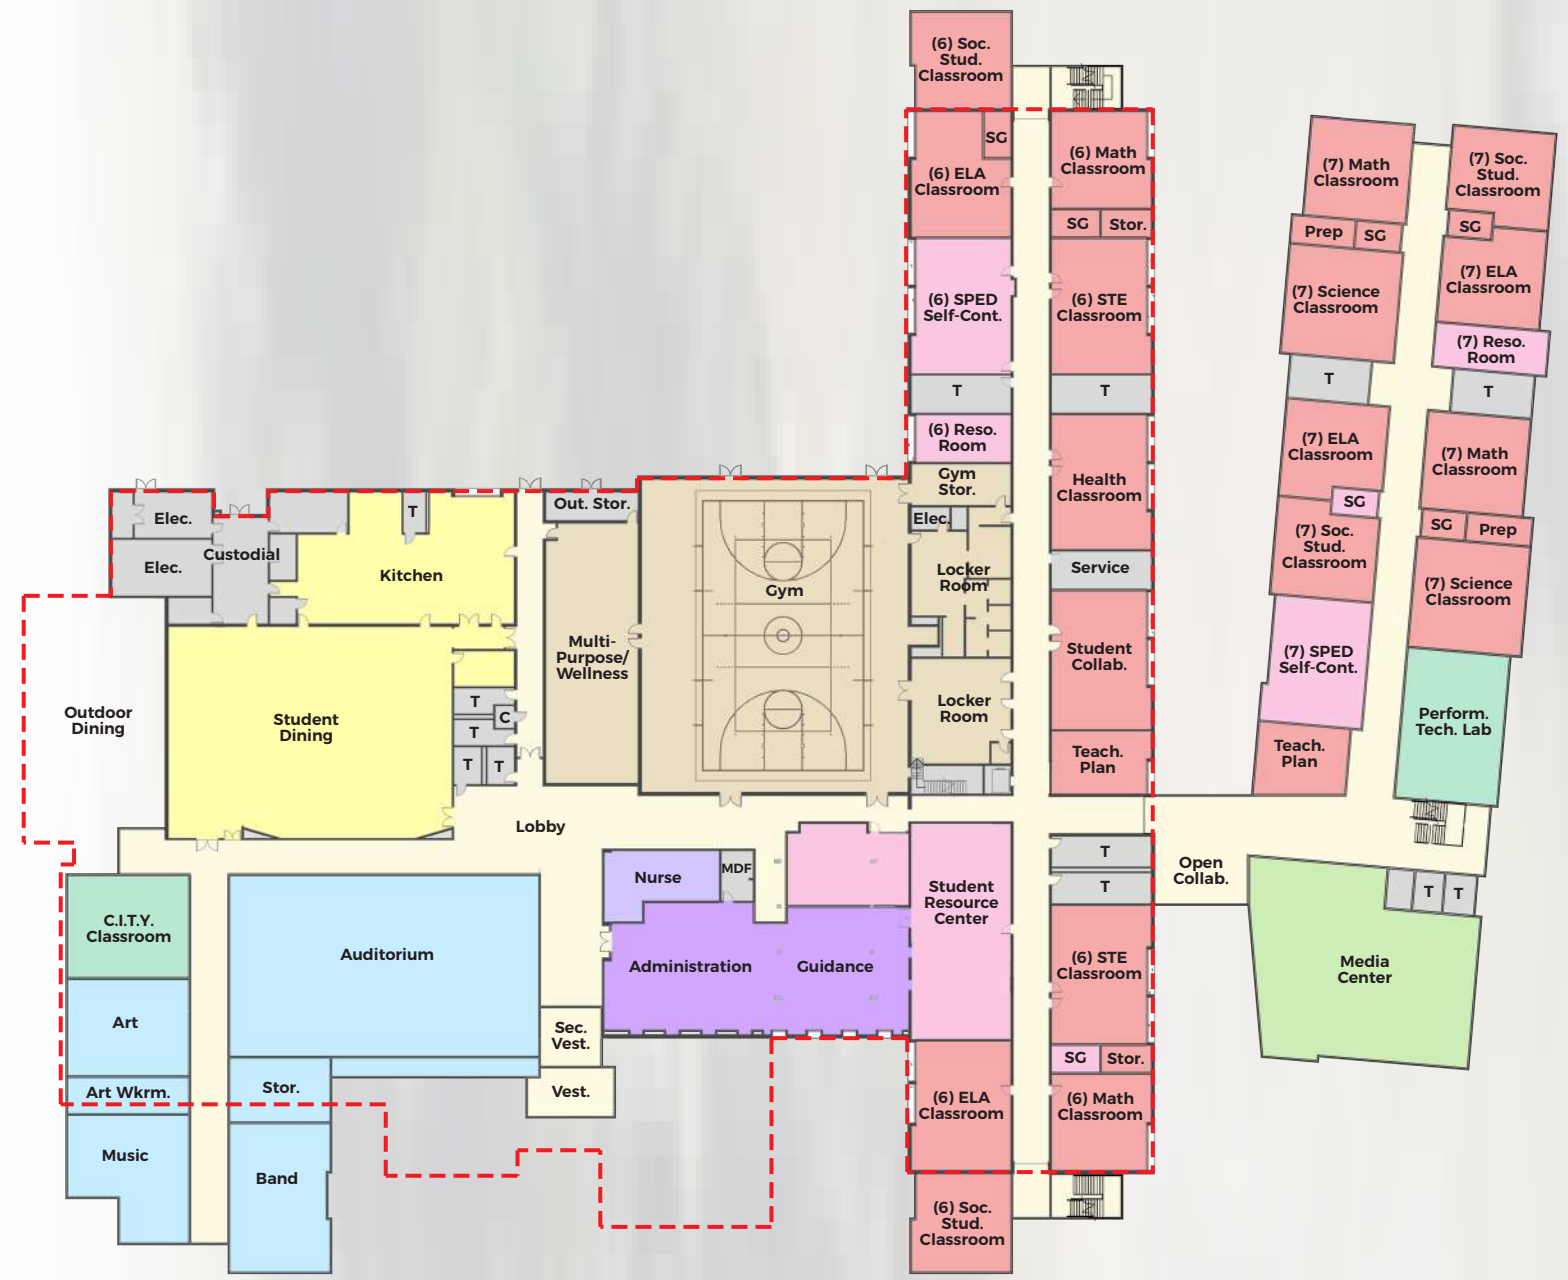 (6) Soc.
Stud.
Classroom
SG
(6) ELA
Classroom
(6) Math
Classroom
SG
Stor.
(6) SPED
Self-Cont.
(6) STE
Classroom
T
T
(6) Reso.
Room
Gym
Stor.
Health
Classroom
Elec.
Locker
Room
Service
Student
Collab.
Locker
Room
Teach.
Plan
(7) Math
Classroom
(7) Soc.
Stud.
Classroom
Prep
SG
SG
(7) Science
Classroom
(7) ELA
Classroom
(7) Reso.
Room
T
T
(7) ELA
Classroom
(7) Math
Classroom
SG
SG
Prep
(7) Soc.
Stud.
Classroom
(7) Science
Classroom
(7) SPED
Self-Cont.
Perform.
Tech. Lab
Teach.
Plan
Elec.
Custodial
Elec.
T
Kitchen
Out. Stor.
Multi-
Purpose/
Wellness
Gym
Outdoor
Dining
Student
Dining
T
C
T
T
T
Lobby
C.I.T.Y.
Classroom
Art
Art Wkrm.
Music
Auditorium
Stor.
Band
Sec.
Vest.
Vest.
Nurse
MDF
Administration
Guidance
Student
Resource
Center
T
T
Open
Collab.
T
T
Media
Center
(6) STE
Classroom
SG
Stor.
(6) ELA
Classroom
(6) Math
Classroom
(6) Soc.
Stud.
Classroom